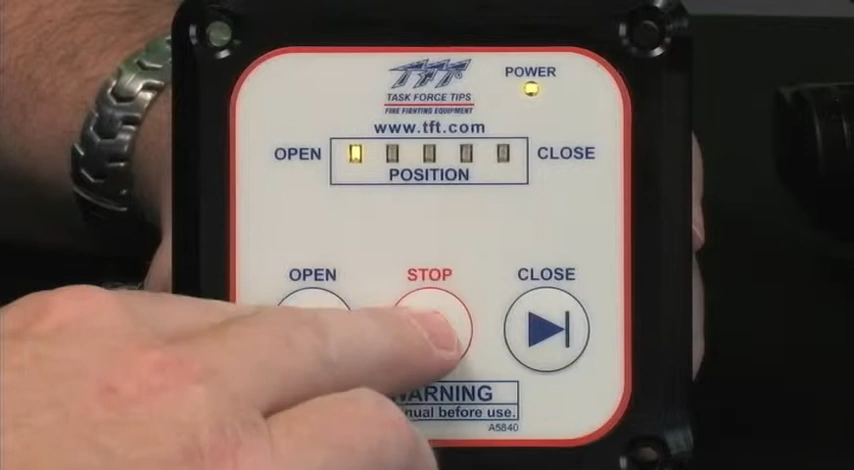 TFT
POWER
TASK FORCE TIPS
FIRE FIGHTING EQUIPMENT
www.tft.com
OPEN CLOSE
POSITION
OPEN STOP CLOSE
WARNING
before use.
A5840